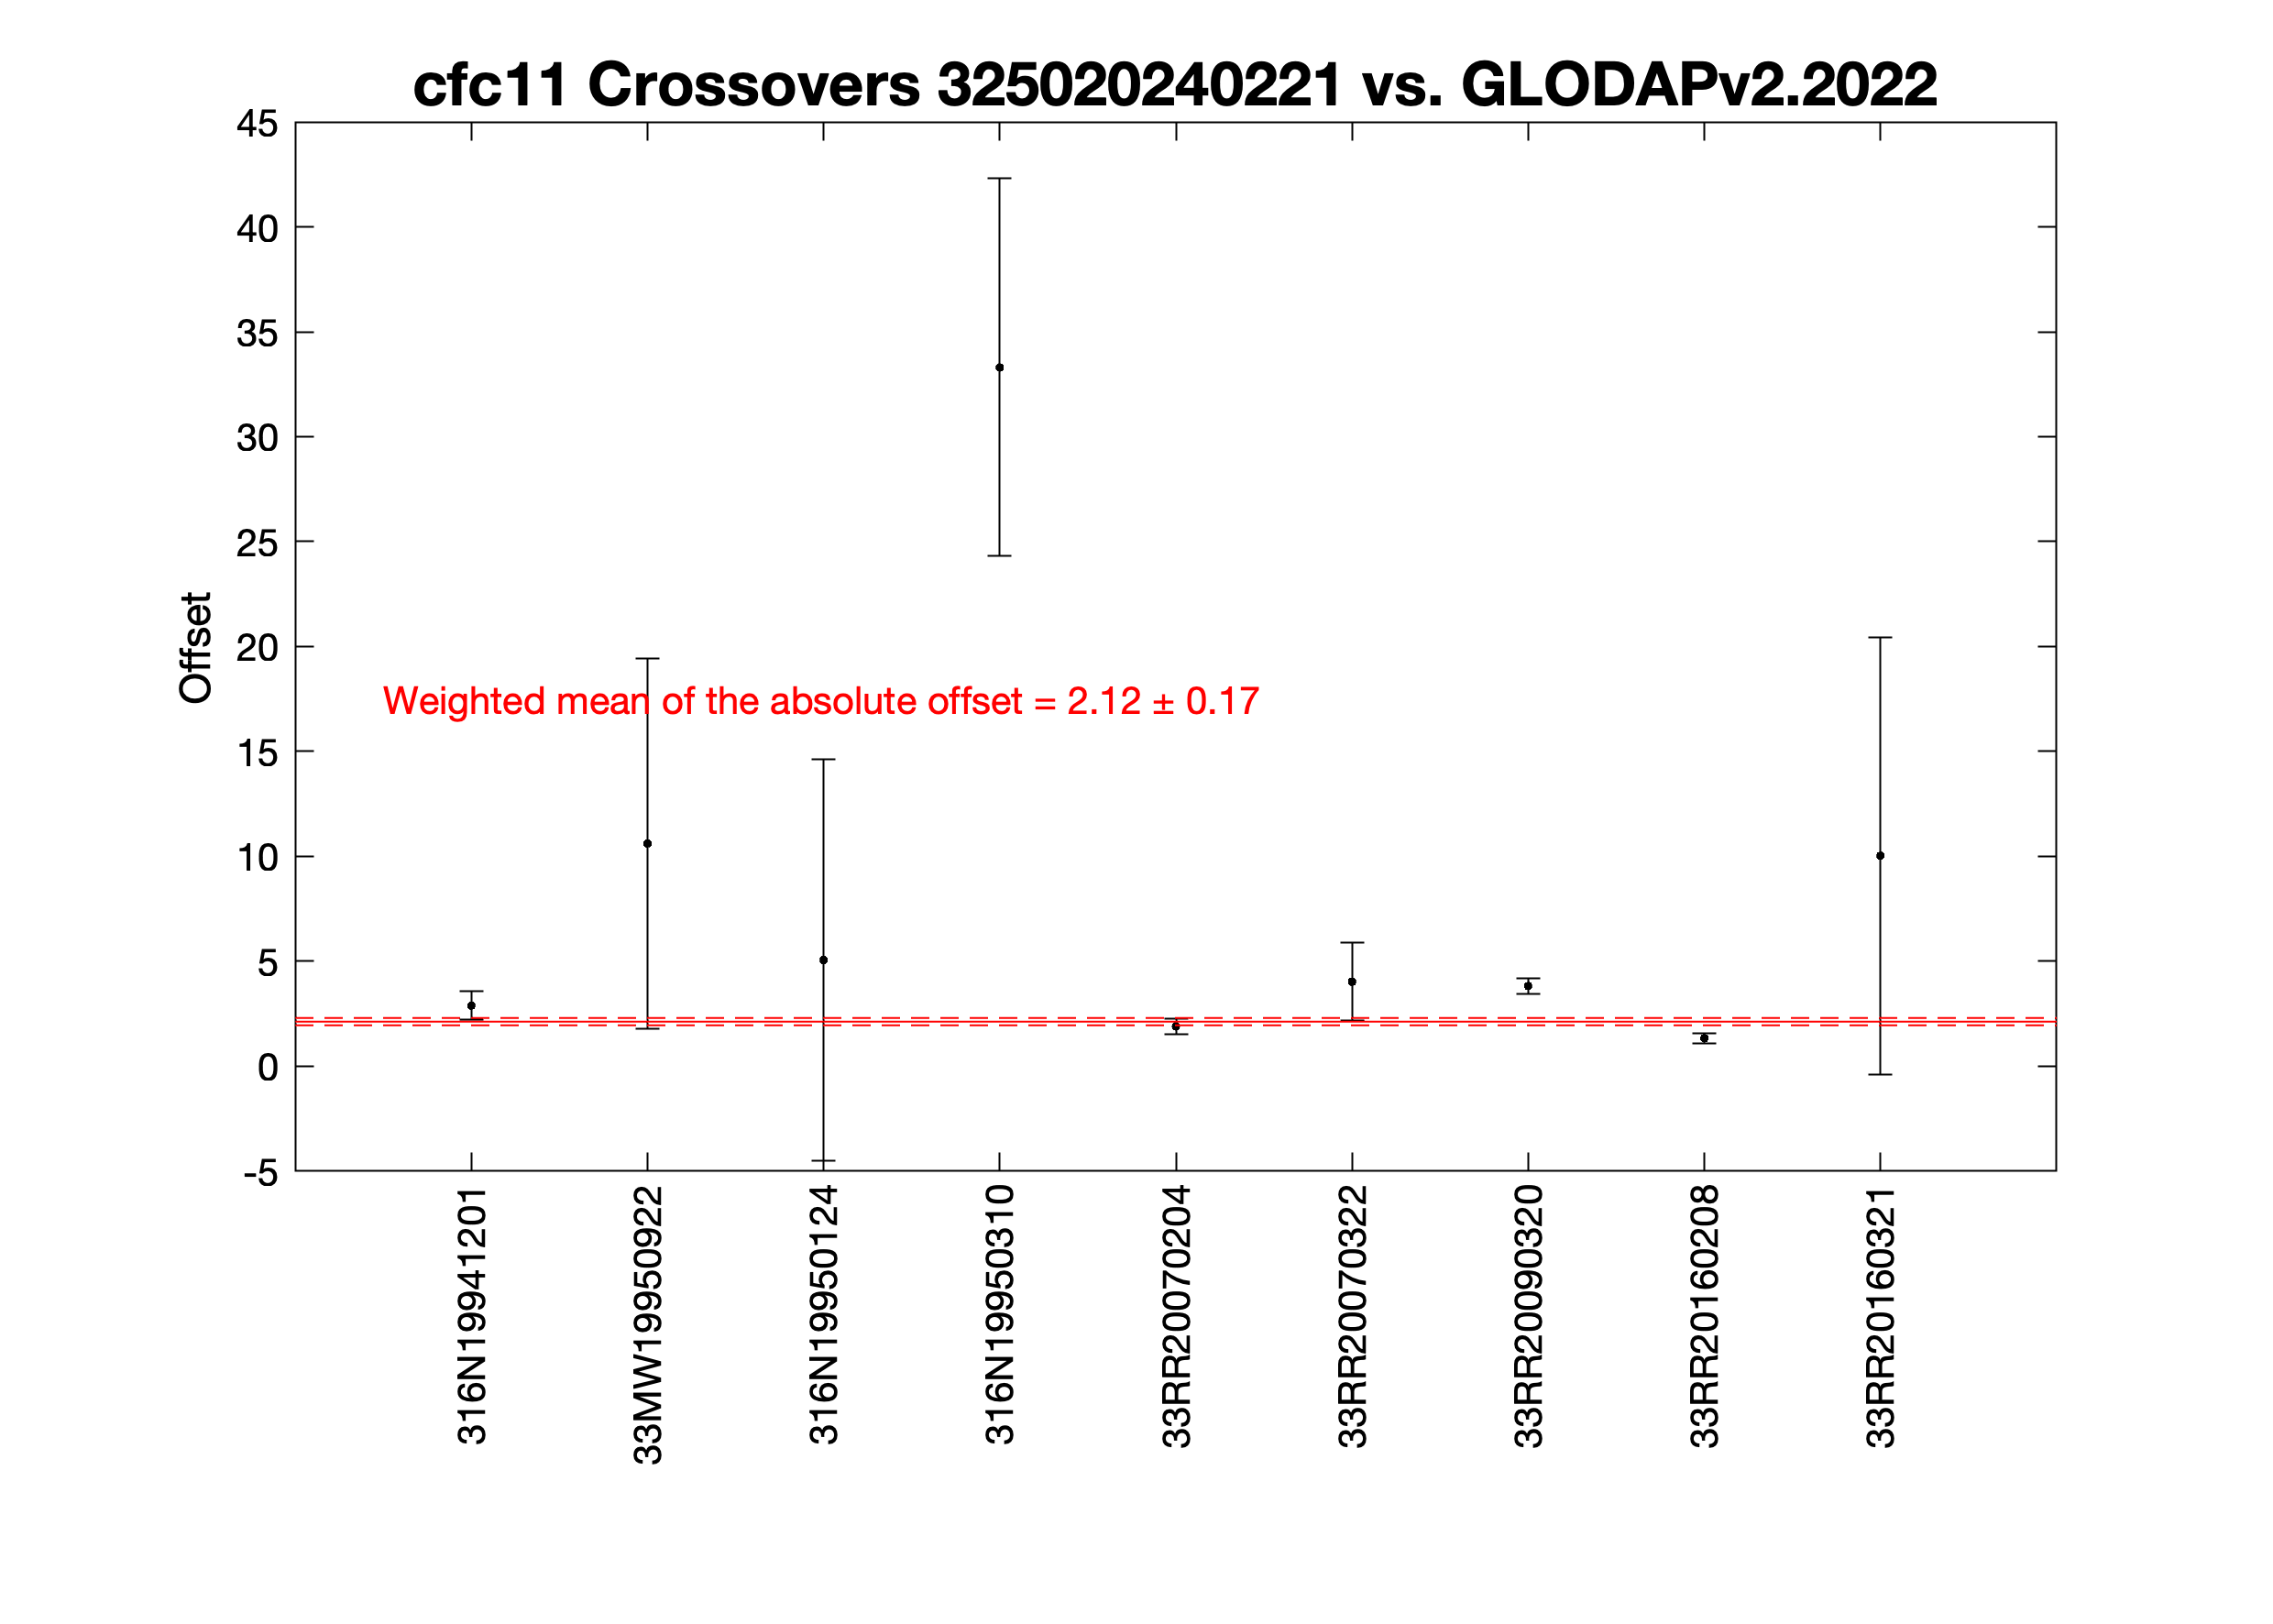 cfc11 Crossovers 325020240221 vs. GLODAPv2.2022
45
40
35
30
25
20
15
10
5
0
-5
Offset
Weighted mean of the absolute offset = 2.12 ± 0.17
316N19941201
33MW19950922
316N19950124
316N19950310
33RR20070204
33RR20070322
33RR20090320
33RR20160208
33RR20160321